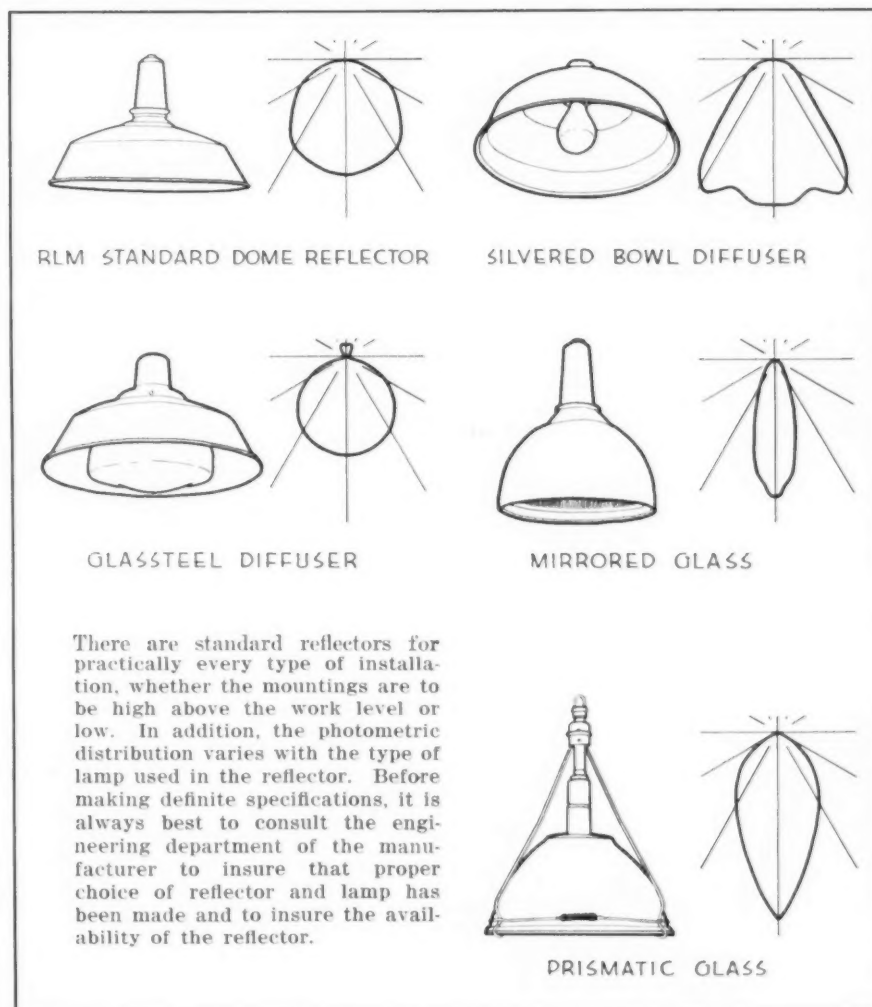 RLM STANDARD DOME REFLECTOR
SILVERED BOWL DIFFUSER
GLASSTEEL DIFFUSER
MIRRORED GLASS
There are standard reflectors for
practically every type of installa-
tion, whether the mountings are to
be high above the work level or
low. In addition, the photometric
distribution varies with the type of
lamp used in the reflector. Before
making definite specifications, it is
always best to consult the engi-
neering department of the manu-
facturer to insure that proper
choice of reflector and lamp has
been made and to insure the avail-
ability of the reflector.
PRISMATIC GLASS